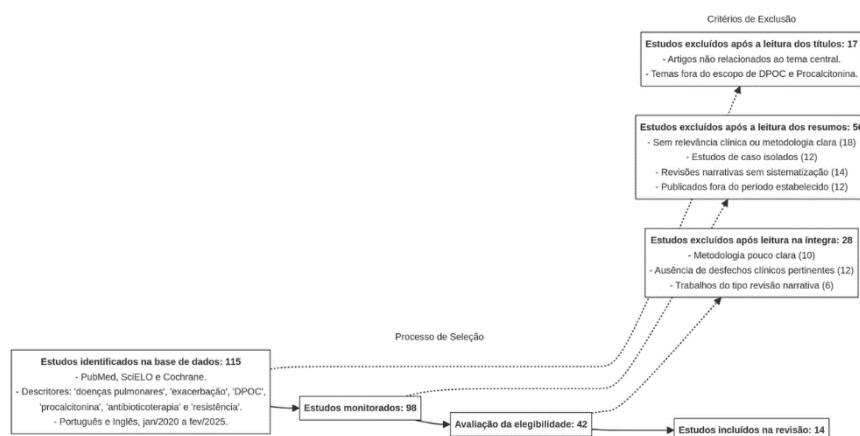 Critérios de Exclusão
Estudos excluídos após a leitura dos títulos: 17
- Artigos não relacionados ao tema central.
- Temas fora do escopo de DPOC e Procalcitonina.
Estudos excluídos após a leitura dos resumos: 56
- Sem relevância clínica ou metodologia clara (18)
- Estudos de caso isolados (12)
- Revisões narrativas sem sistematização (14)
- Publicados fora do período estabelecido (12)
Estudos excluídos após leitura na íntegra: 28
- Metodologia pouco clara (10)
- Ausência de desfechos clínicos pertinentes (12)
- Trabalhos do tipo revisão narrativa (6)
Processo de Seleção
Estudos identificados na base de dados: 115
- PubMed, SciELO e Cochrane.
- Descritores: 'doenças pulmonares', 'exacerbação', 'DPOC',
'procalcitonina', 'antibioticoterapia' e 'resistência'.
- Português e Inglês, jan/2020 a fev/2025.
Estudos monitorados: 98
Avaliação da elegibilidade: 42
Estudos incluídos na revisão: 14